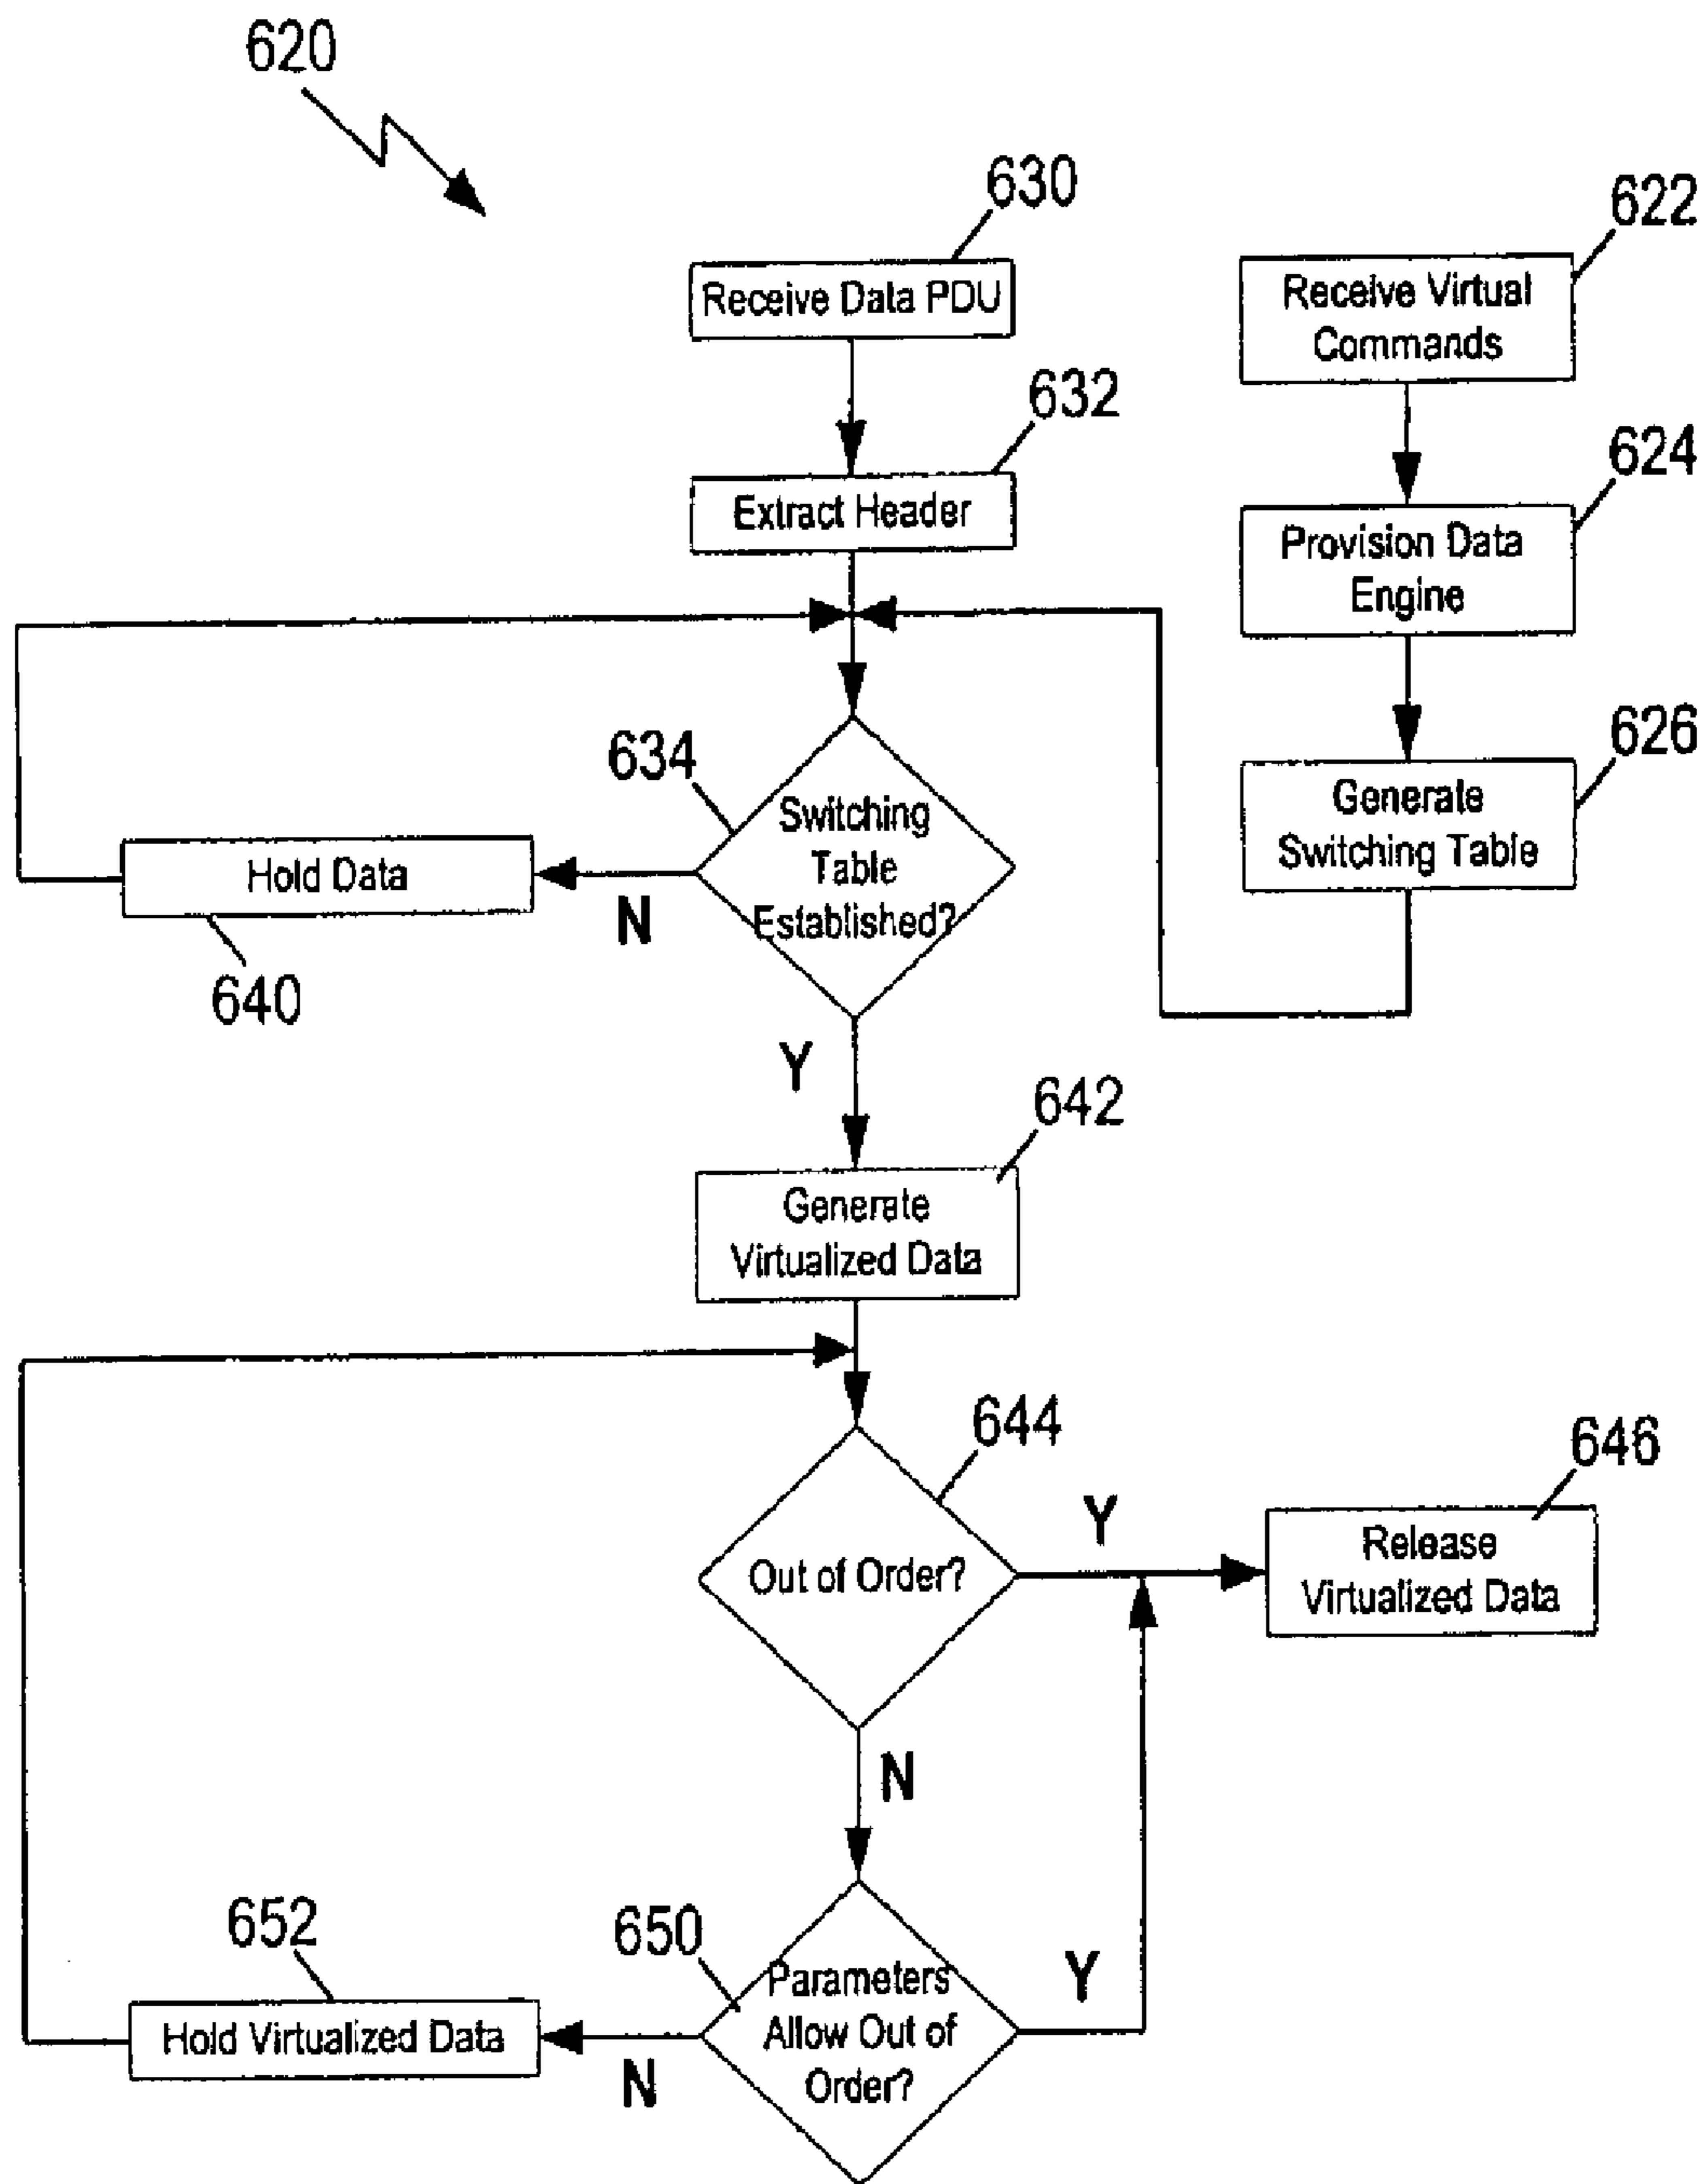 620
630
Receive Data PDU
622
Receive Virtual
Commands
632
Extract Header
624
Provision Data
Engine
634
Switching
Table
Established?
626
Generate
Switching Table
Hold Data
N
640
Y
642
Generate
Virtualized Data
644
Out of Order?
Y
646
Release
Virtualized Data
N
652
Hold Virtualized Data
650
Parameters
Allow Out of
Order?
Y
N